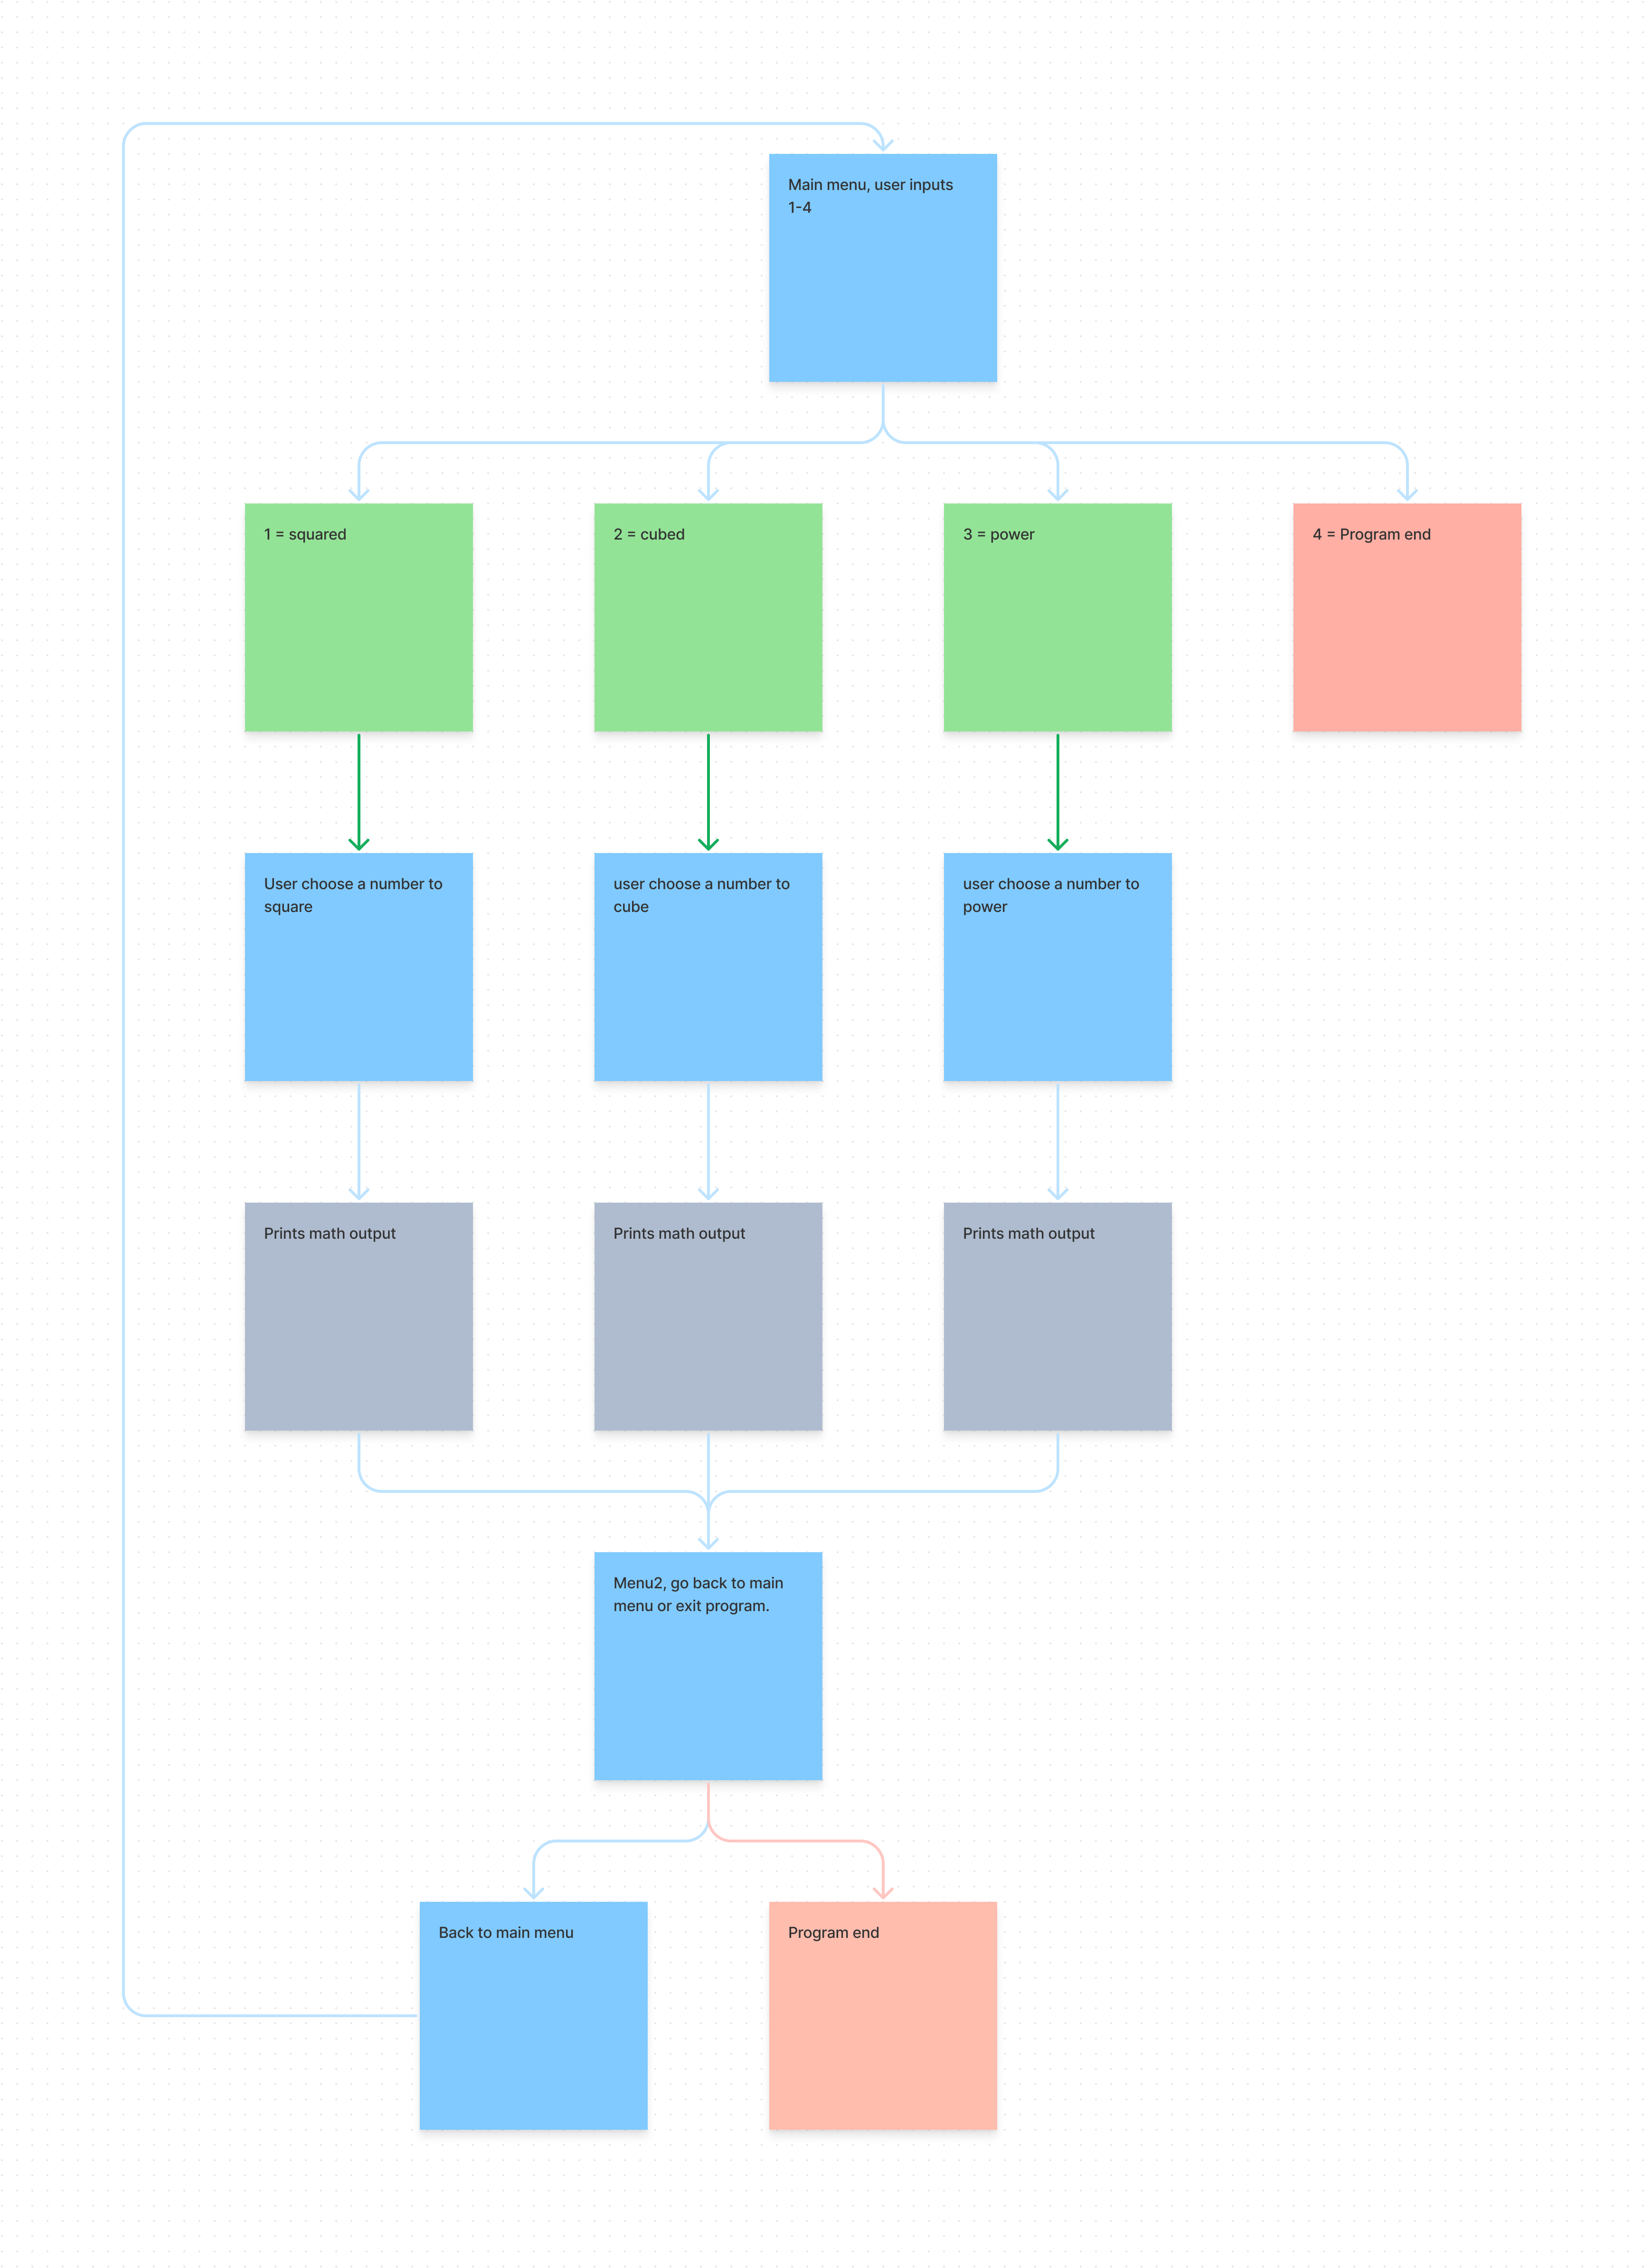 Main menu, user inputs
1-4
1 = squared
2 = cubed
3 = power
4 = Program end
User choose a number to
square
user choose a number to
cube
user choose a number to
power
Prints math output
Prints math output
Prints math output
Menu2, go back to main
menu or exit program.
Back to main menu
Program end